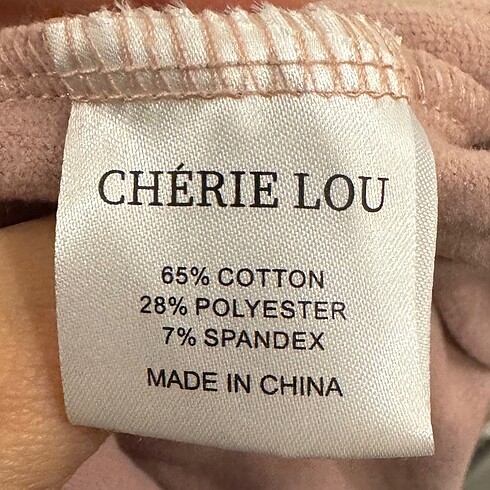 CHÉRIE LOU
65% COTTON
28% POLYESTER
7% SPANDEX
MADE IN CHINA